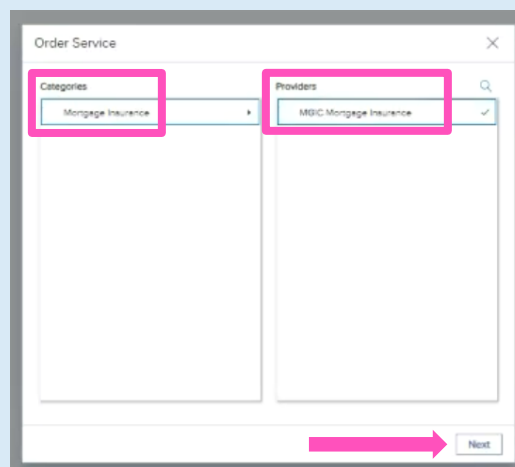 Order Service
Categories
Providers
Mortgage Insurance
MGIC Mortgage Insurance
Next